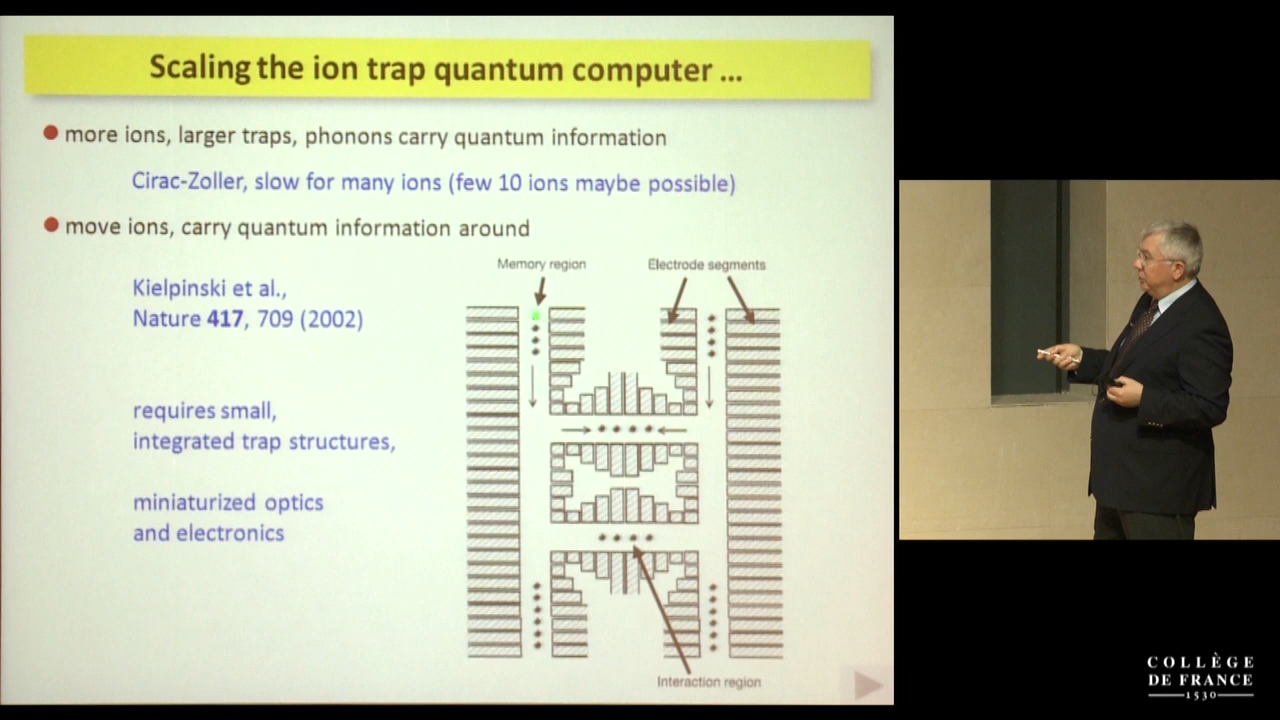 Scaling the ion trap quantum computer ...
more ions, larger traps, phonons carry quantum information
Cirac-Zoller, slow for many ions (few 10 ions maybe possible)
move ions, carry quantum information around
Kielpinski et al.,
Nature 417, 709 (2002)
requires small,
integrated trap structures,
miniaturized optics
and electronics
Memory region
Electrode segments
Interaction region
COLLÈGE
DE FRANCE
1530